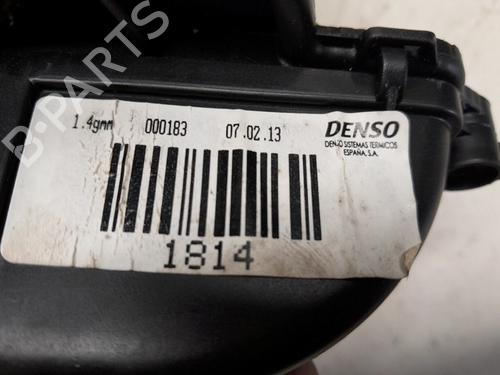 B-PARTS
1.4gmm 000183 07.02.13 DENSO
DENSO SISTEMAS TERMICOS
ESPAÑA, S.A.
1814